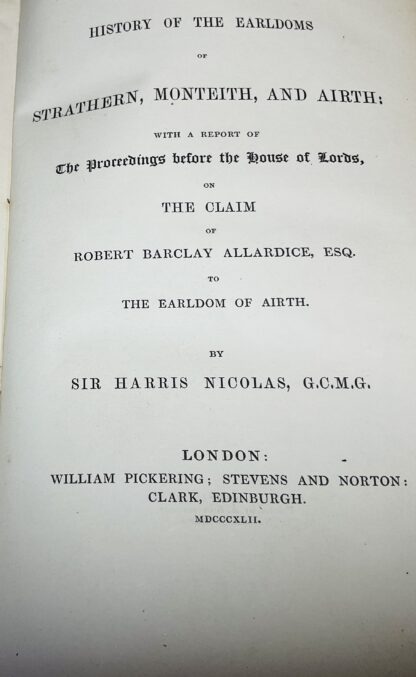 HISTORY OF THE EARLDOMS
OF
STRATHERN, MONTEITH, AND AIRTH;
WITH A REPORT OF
The Proceedings before the House of Lords,
ON
THE CLAIM
OF
ROBERT BARCLAY ALLARDICE, ESQ.
TO
THE EARLDOM OF AIRTH.
BY
SIR HARRIS NICOLAS, G.C.M.G.
LONDON:
WILLIAM PICKERING; STEVENS AND NORTON:
CLARK, EDINBURGH.
MDCCCXLII.